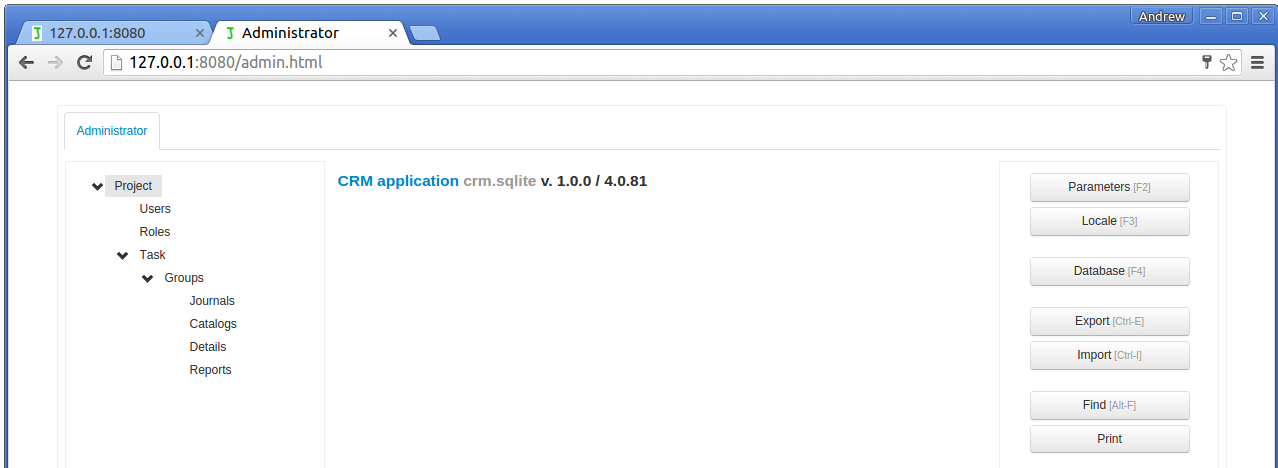 Andrew
127.0.0.1:8080
Administrator
127.0.0.1:8080/admin.html
Administrator
Project
Users
Roles
Task
Groups
Journals
Catalogs
Details
Reports
CRM application crm.sqlite v. 1.0.0 / 4.0.81
Parameters [F2]
Locale [F3]
Database [F4]
Export [Ctrl-E]
Import [Ctrl-I]
Find [Alt-F]
Print